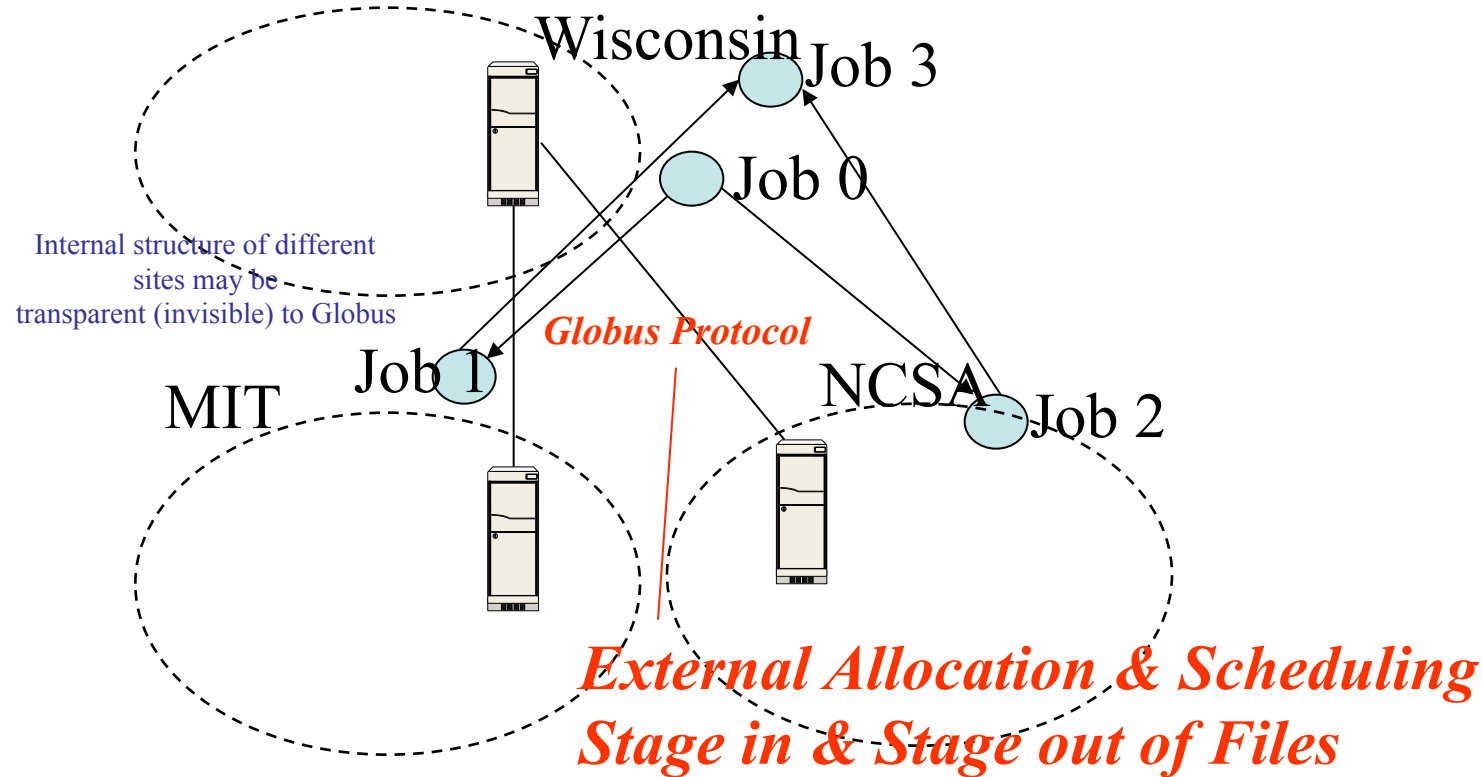 Wisconsin
Job 3
Job 0
Internal structure of different
sites may be
transparent (invisible) to Globus
Globus Protocol
Job 1
MIT
NCSA
Job 2
External Allocation & Scheduling
Stage in & Stage out of Files